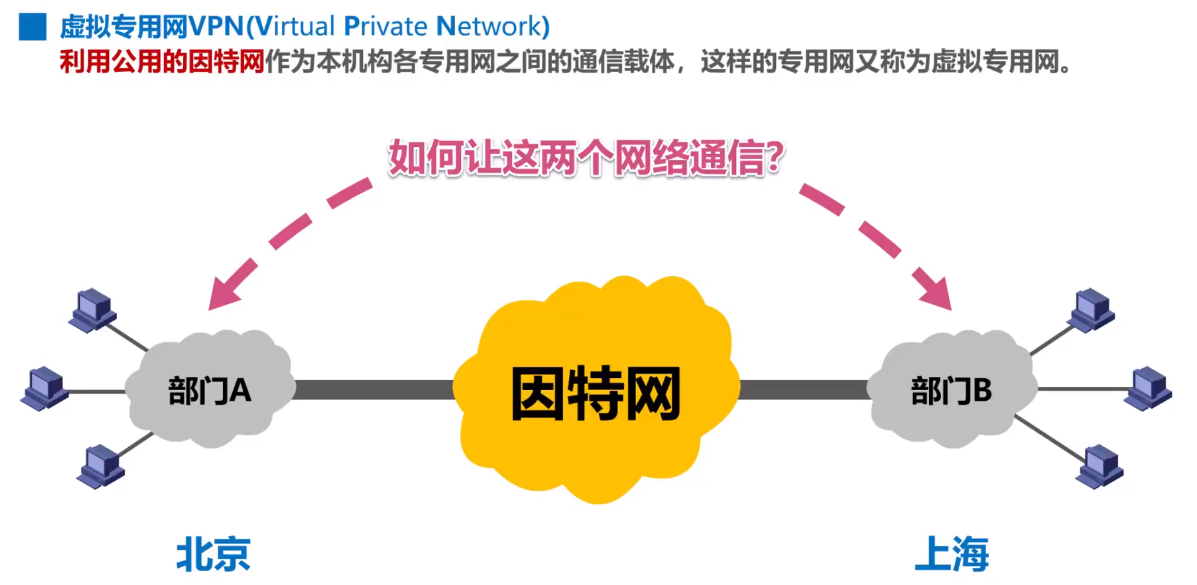 虚拟专用网VPN(Virtual Private Network)
利用公用的因特网作为本机构各专用网之间的通信载体，这样的专用网又称为虚拟专用网。
如何让这两个网络通信？
部门A
因特网
部门B
北京
上海